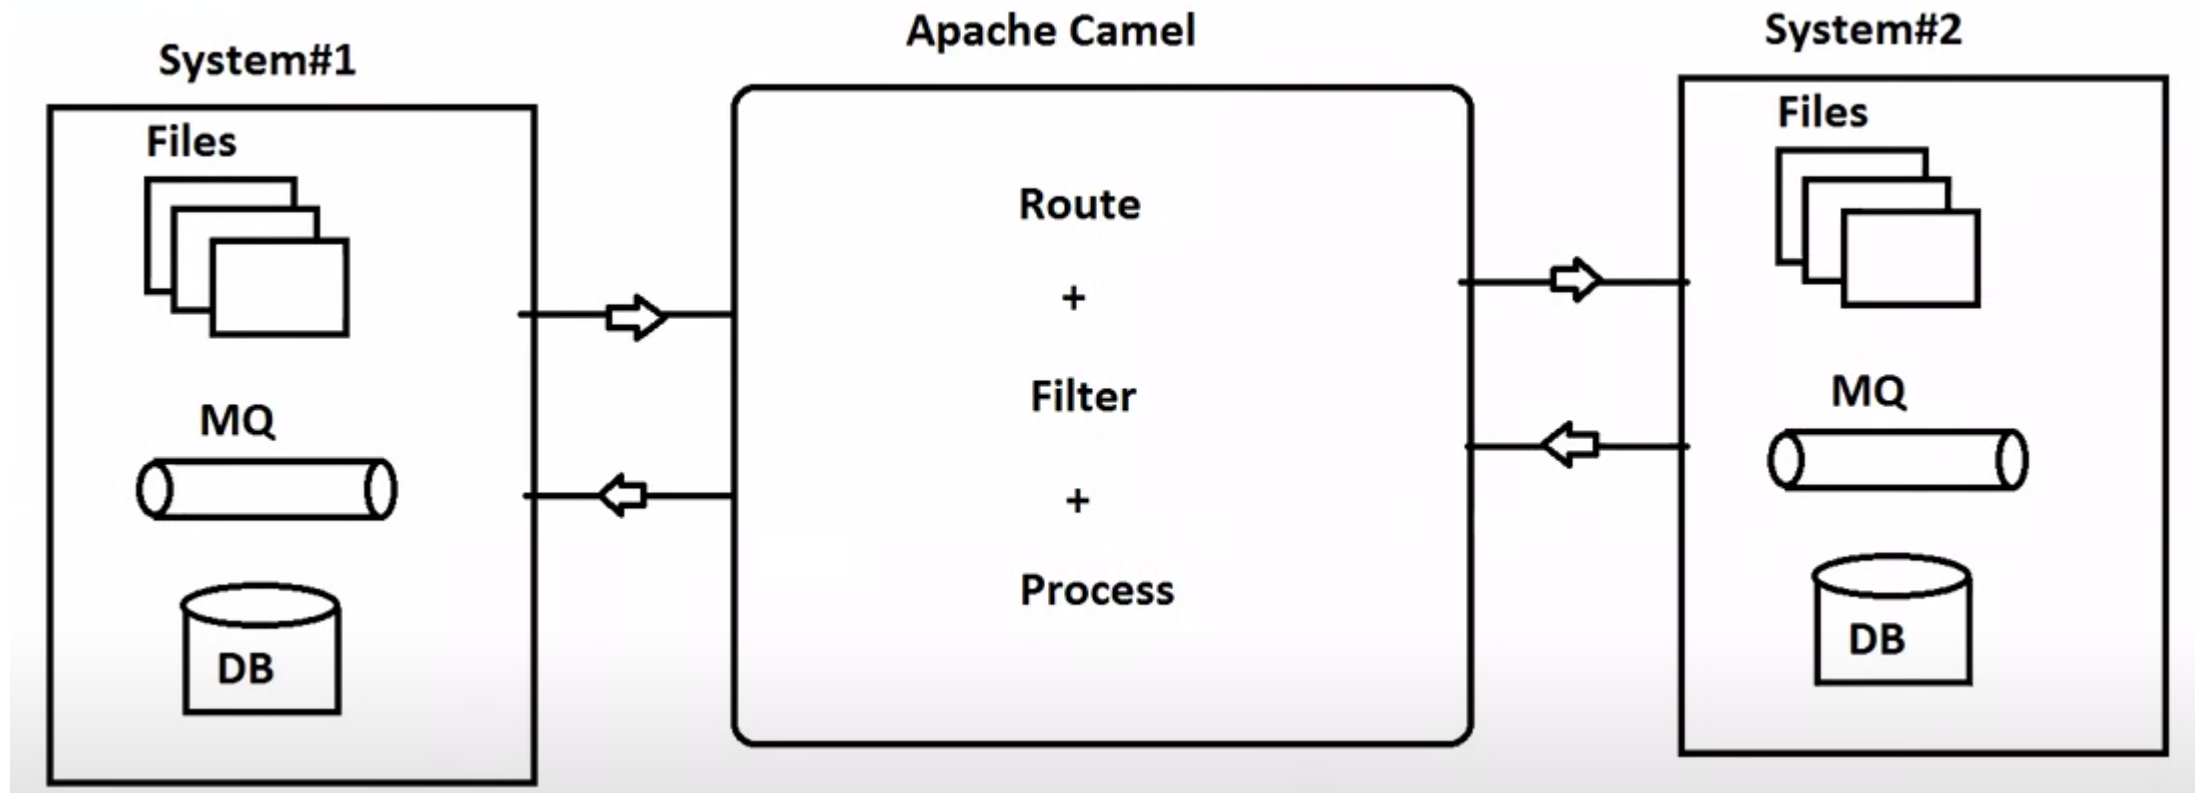 System#1
Files
MQ
DB
Apache Camel
Route
+
Filter
+
Process
System#2
Files
MQ
DB